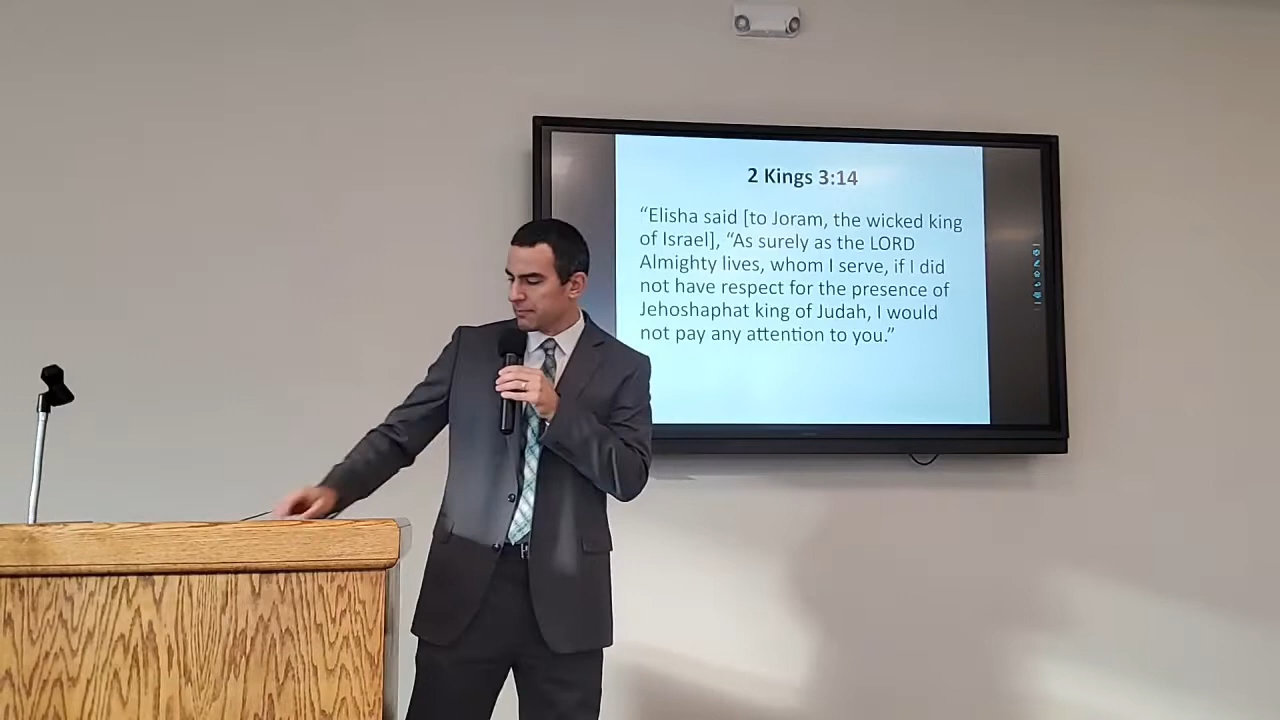 2 Kings 3:14
“Elisha said [to Joram, the wicked king
of Israel], “As surely as the LORD
Almighty lives, whom I serve, if I did
not have respect for the presence of
Jehoshaphat king of Judah, I would
not pay any attention to you.”